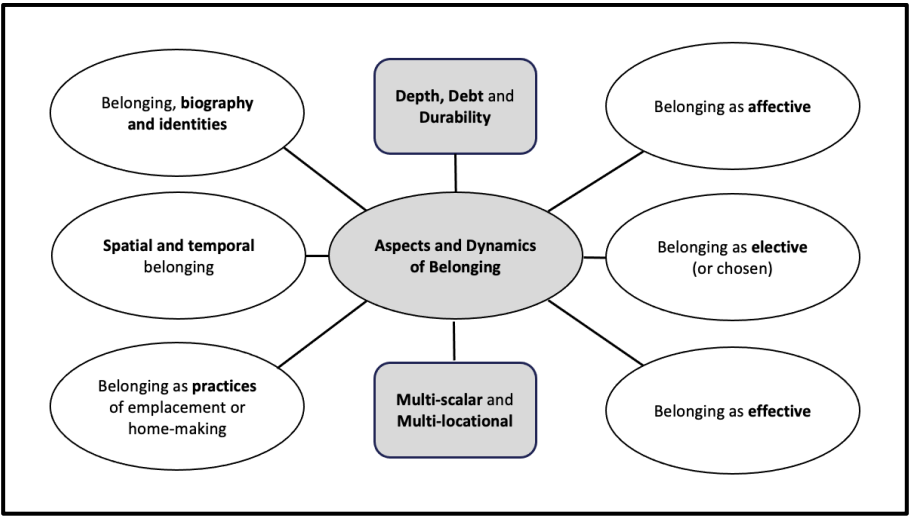 Belonging, biography
and identities
Depth, Debt and
Durability
Belonging as affective
Spatial and temporal
belonging
Aspects and Dynamics
of Belonging
Belonging as elective
(or chosen)
Belonging as practices
of emplacement or
home-making
Multi-scalar and
Multi-locational
Belonging as effective